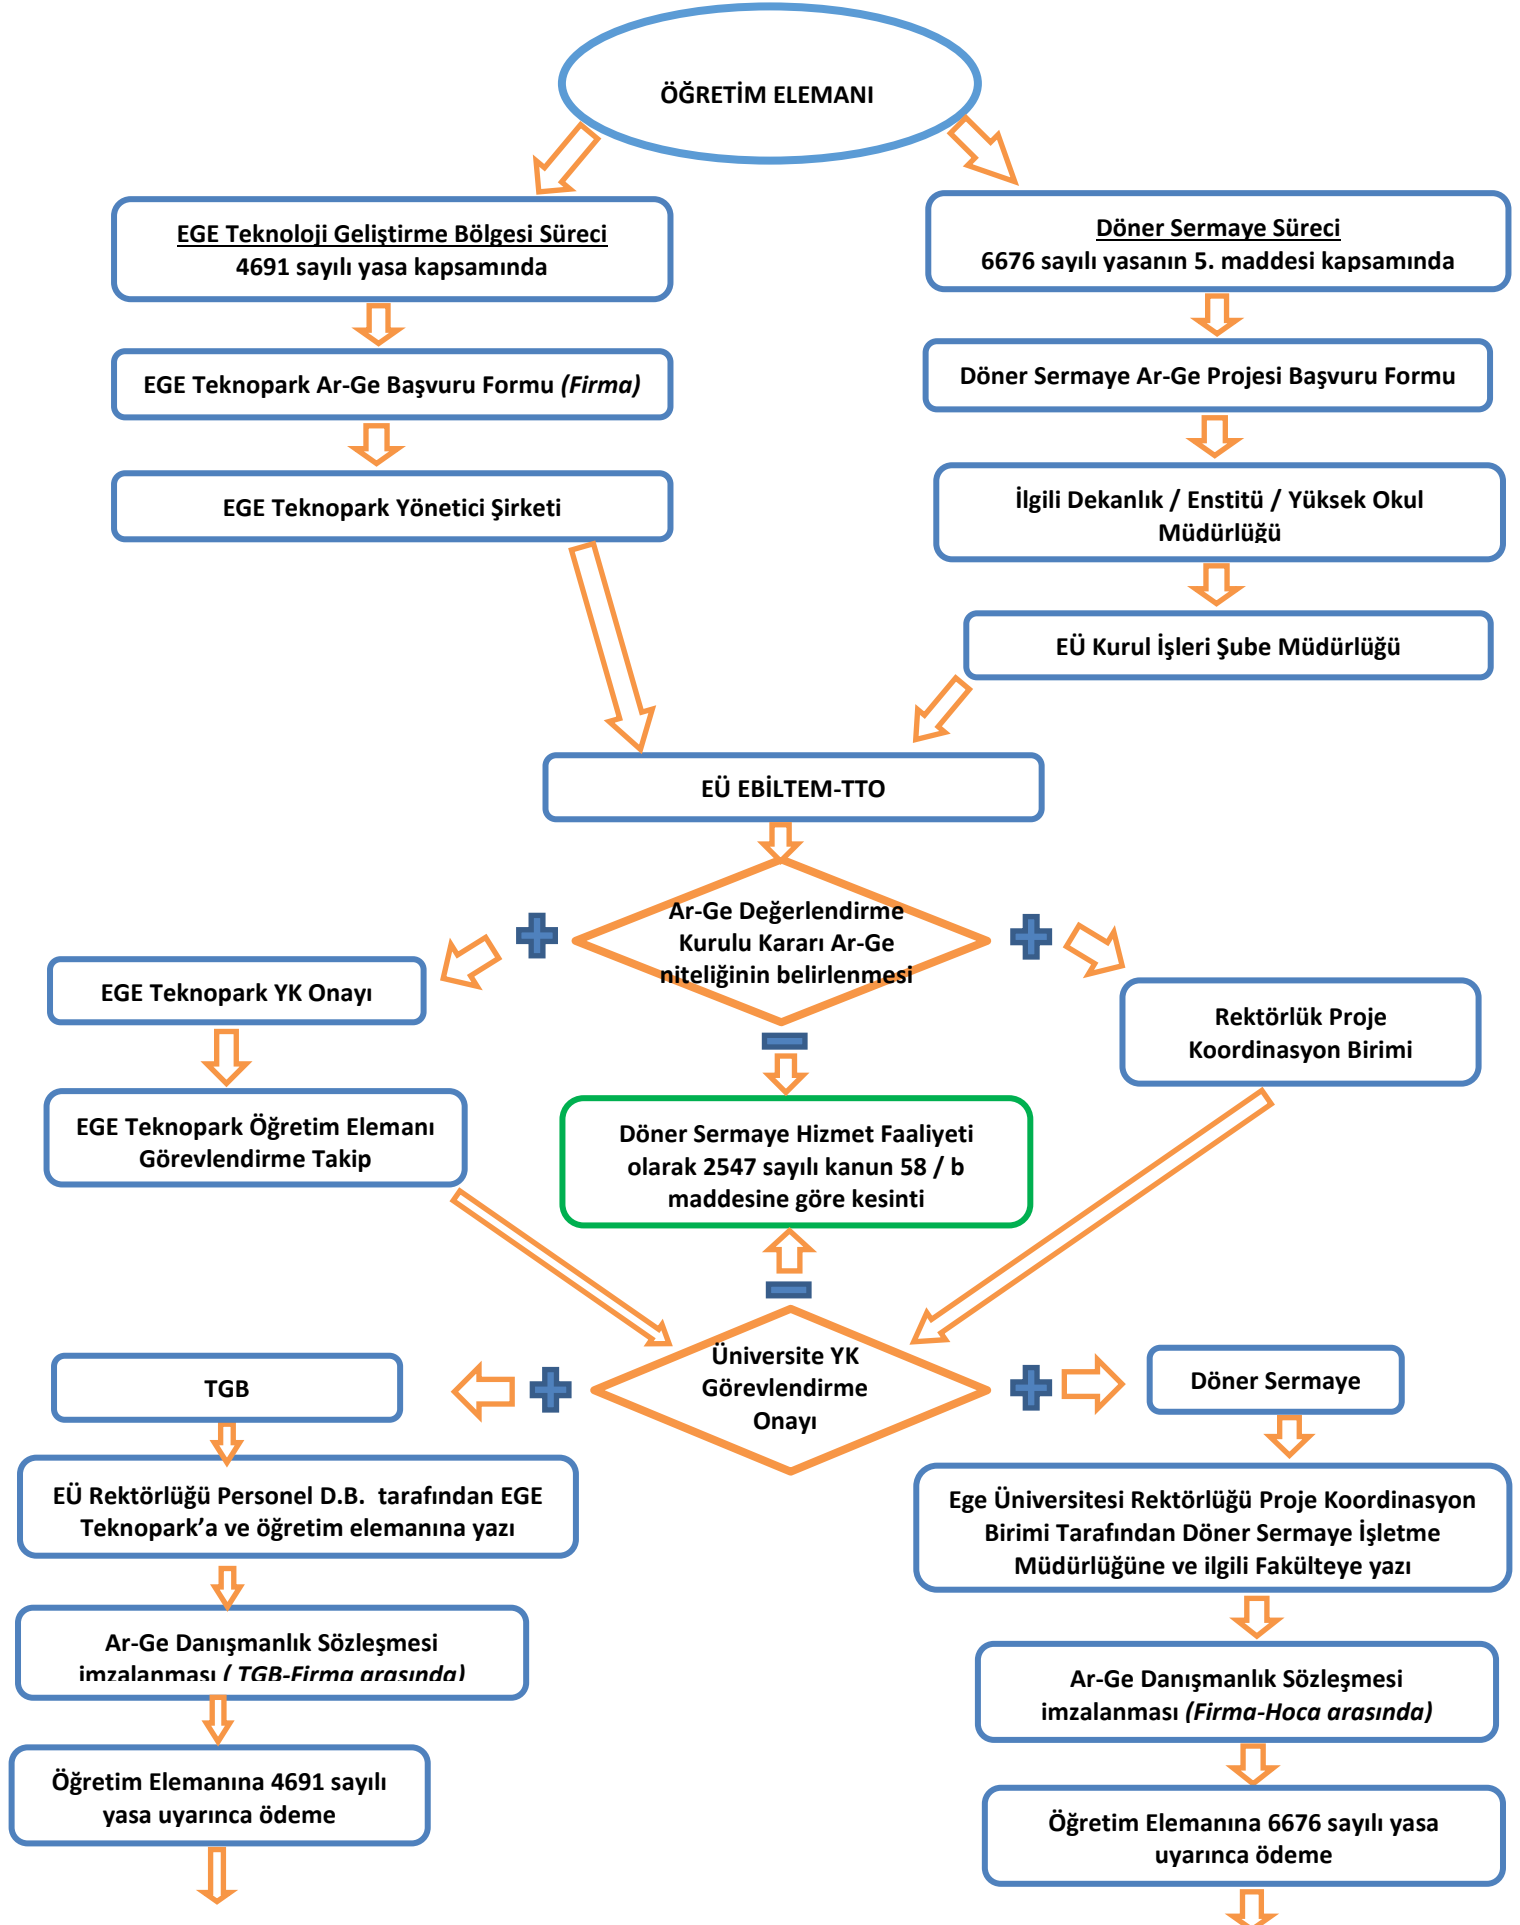 ÖĞRETİM ELEMANI
EGE Teknoloji Geliştirme Bölgesi Süreci
4691 sayılı yasa kapsamında
Döner Sermaye Süreci
6676 sayılı yasanın 5. maddesi kapsamında
EGE Teknopark Ar-Ge Başvuru Formu (Firma)
Döner Sermaye Ar-Ge Projesi Başvuru Formu
EGE Teknopark Yönetici Şirketi
İlgili Dekanlık / Enstitü / Yüksek Okul
Müdürlüğü
EÜ Kurul İşleri Şube Müdürlüğü
EÜ EBİLTEM-TTO
Ar-Ge Değerlendirme
Kurulu Kararı Ar-Ge
niteliğinin belirlenmesi
EGE Teknopark YK Onayı
Rektörlük Proje
Koordinasyon Birimi
EGE Teknopark Öğretim Elemanı
Görevlendirme Takip
Döner Sermaye Hizmet Faaliyeti
olarak 2547 sayılı kanun 58 / b
maddesine göre kesinti
Üniversite YK
Görevlendirme
Onayı
TGB
Döner Sermaye
EÜ Rektörlüğü Personel D.B. tarafından EGE
Teknopark'a ve öğretim elemanına yazı
Ege Üniversitesi Rektörlüğü Proje Koordinasyon
Birimi Tarafından Döner Sermaye İşletme
Müdürlüğüne ve ilgili Fakülteye yazı
Ar-Ge Danışmanlık Sözleşmesi
imzalanması ( TGB-Firma arasında)
Ar-Ge Danışmanlık Sözleşmesi
imzalanması (Firma-Hoca arasında)
Öğretim Elemanına 4691 sayılı
yasa uyarınca ödeme
Öğretim Elemanına 6676 sayılı yasa
uyarınca ödeme